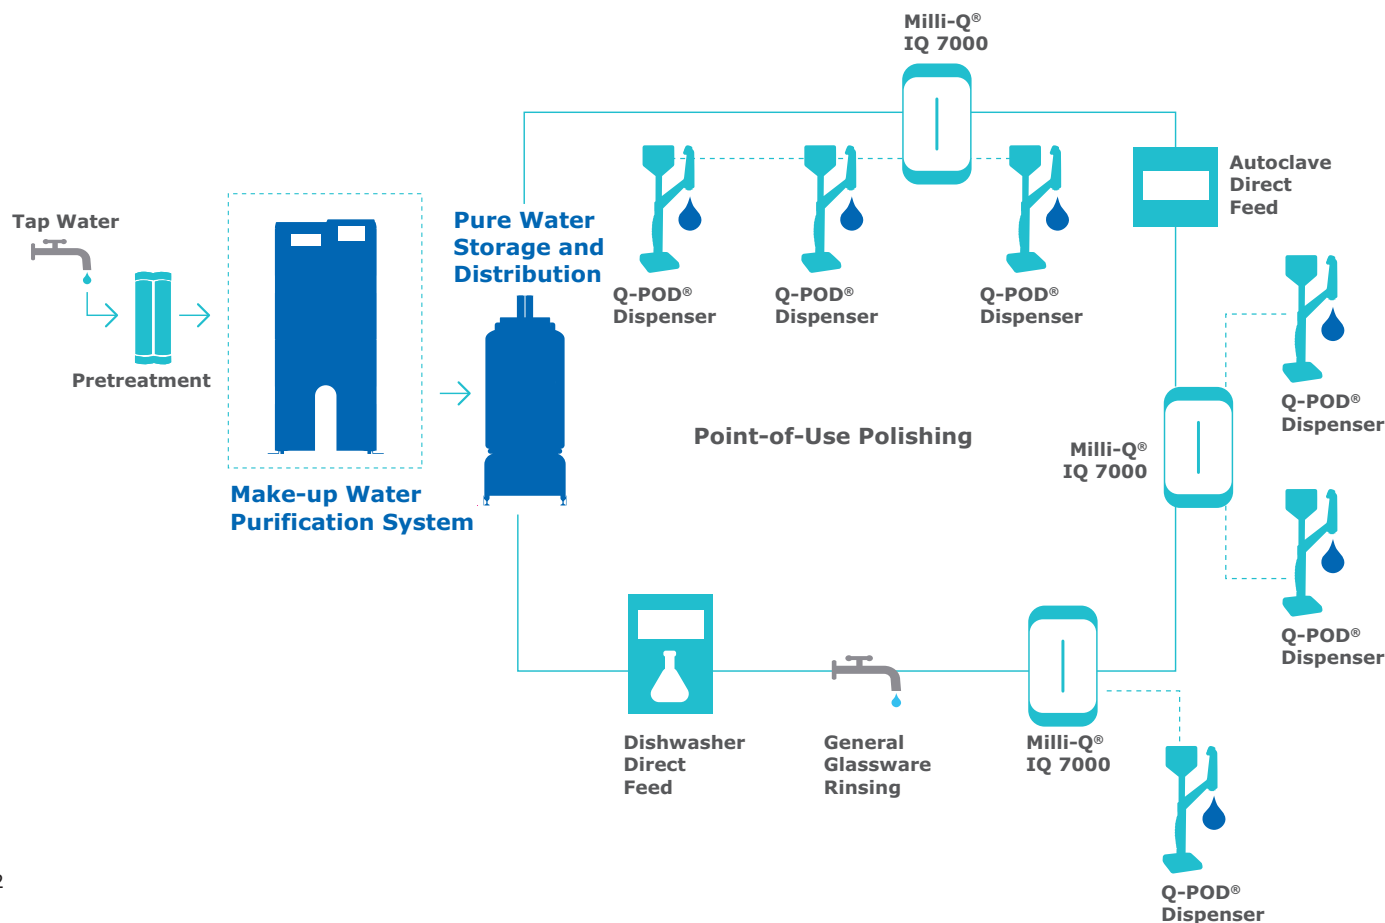 Milli-Q®
IQ 7000
Autoclave
Direct
Feed
Tap Water
Pure Water
Storage and
Distribution
Q-POD®
Dispenser
Q-POD®
Dispenser
Q-POD®
Dispenser
Pretreatment
Q-POD®
Dispenser
Point-of-Use Polishing
Milli-Q®
IQ 7000
Make-up Water
Purification System
Q-POD®
Dispenser
Dishwasher
Direct
Feed
General
Glassware
Rinsing
Milli-Q®
IQ 7000
Q-POD®
Dispenser
2